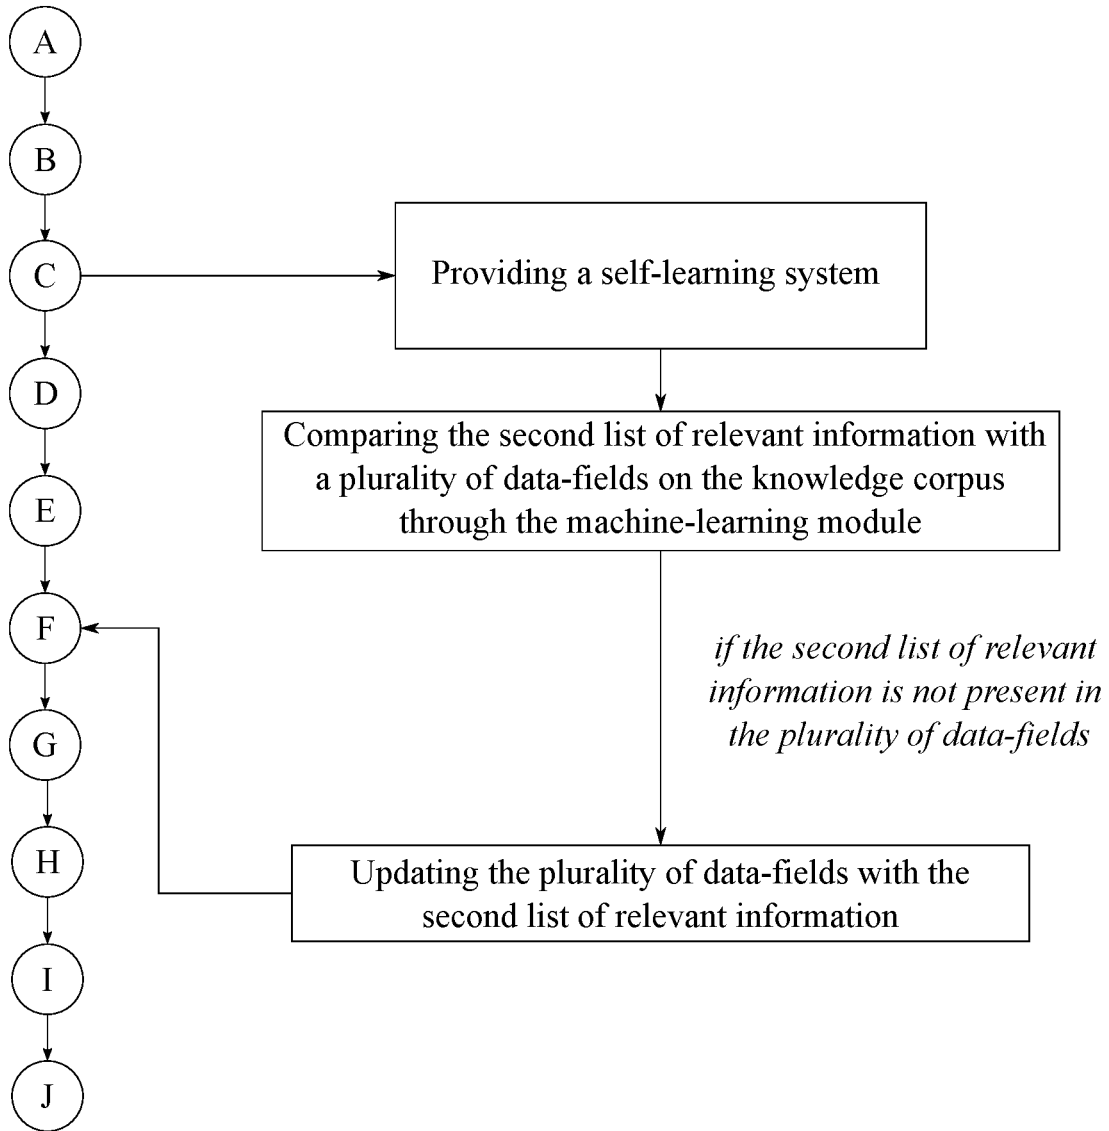 A
B
C
Providing a self-learning system
D
Comparing the second list of relevant information with
a plurality of data-fields on the knowledge corpus
through the machine-learning module
E
F
if the second list of relevant
information is not present in
the plurality of data-fields
G
H
Updating the plurality of data-fields with the
second list of relevant information
I
J